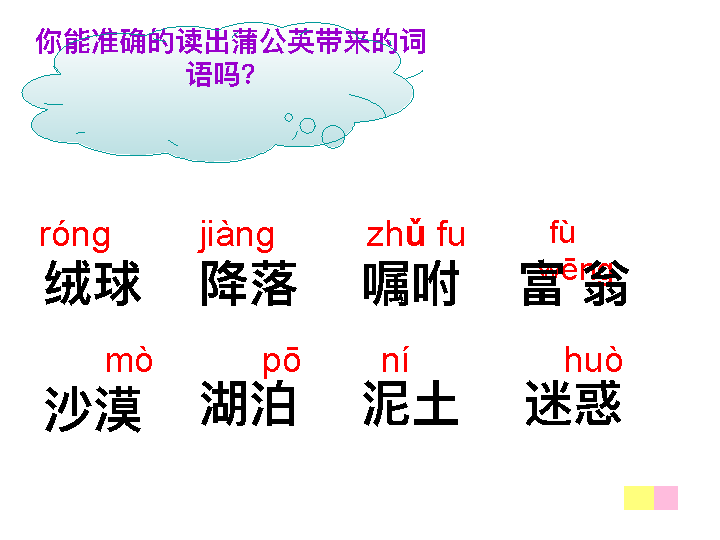 你能准确的读出蒲公英带来的词
语吗？
róng jiàng zhǔ fu fù
wēng
绒球 降落 嘱咐 富 翁
mò pō ní huò
沙漠 湖泊 泥土 迷惑